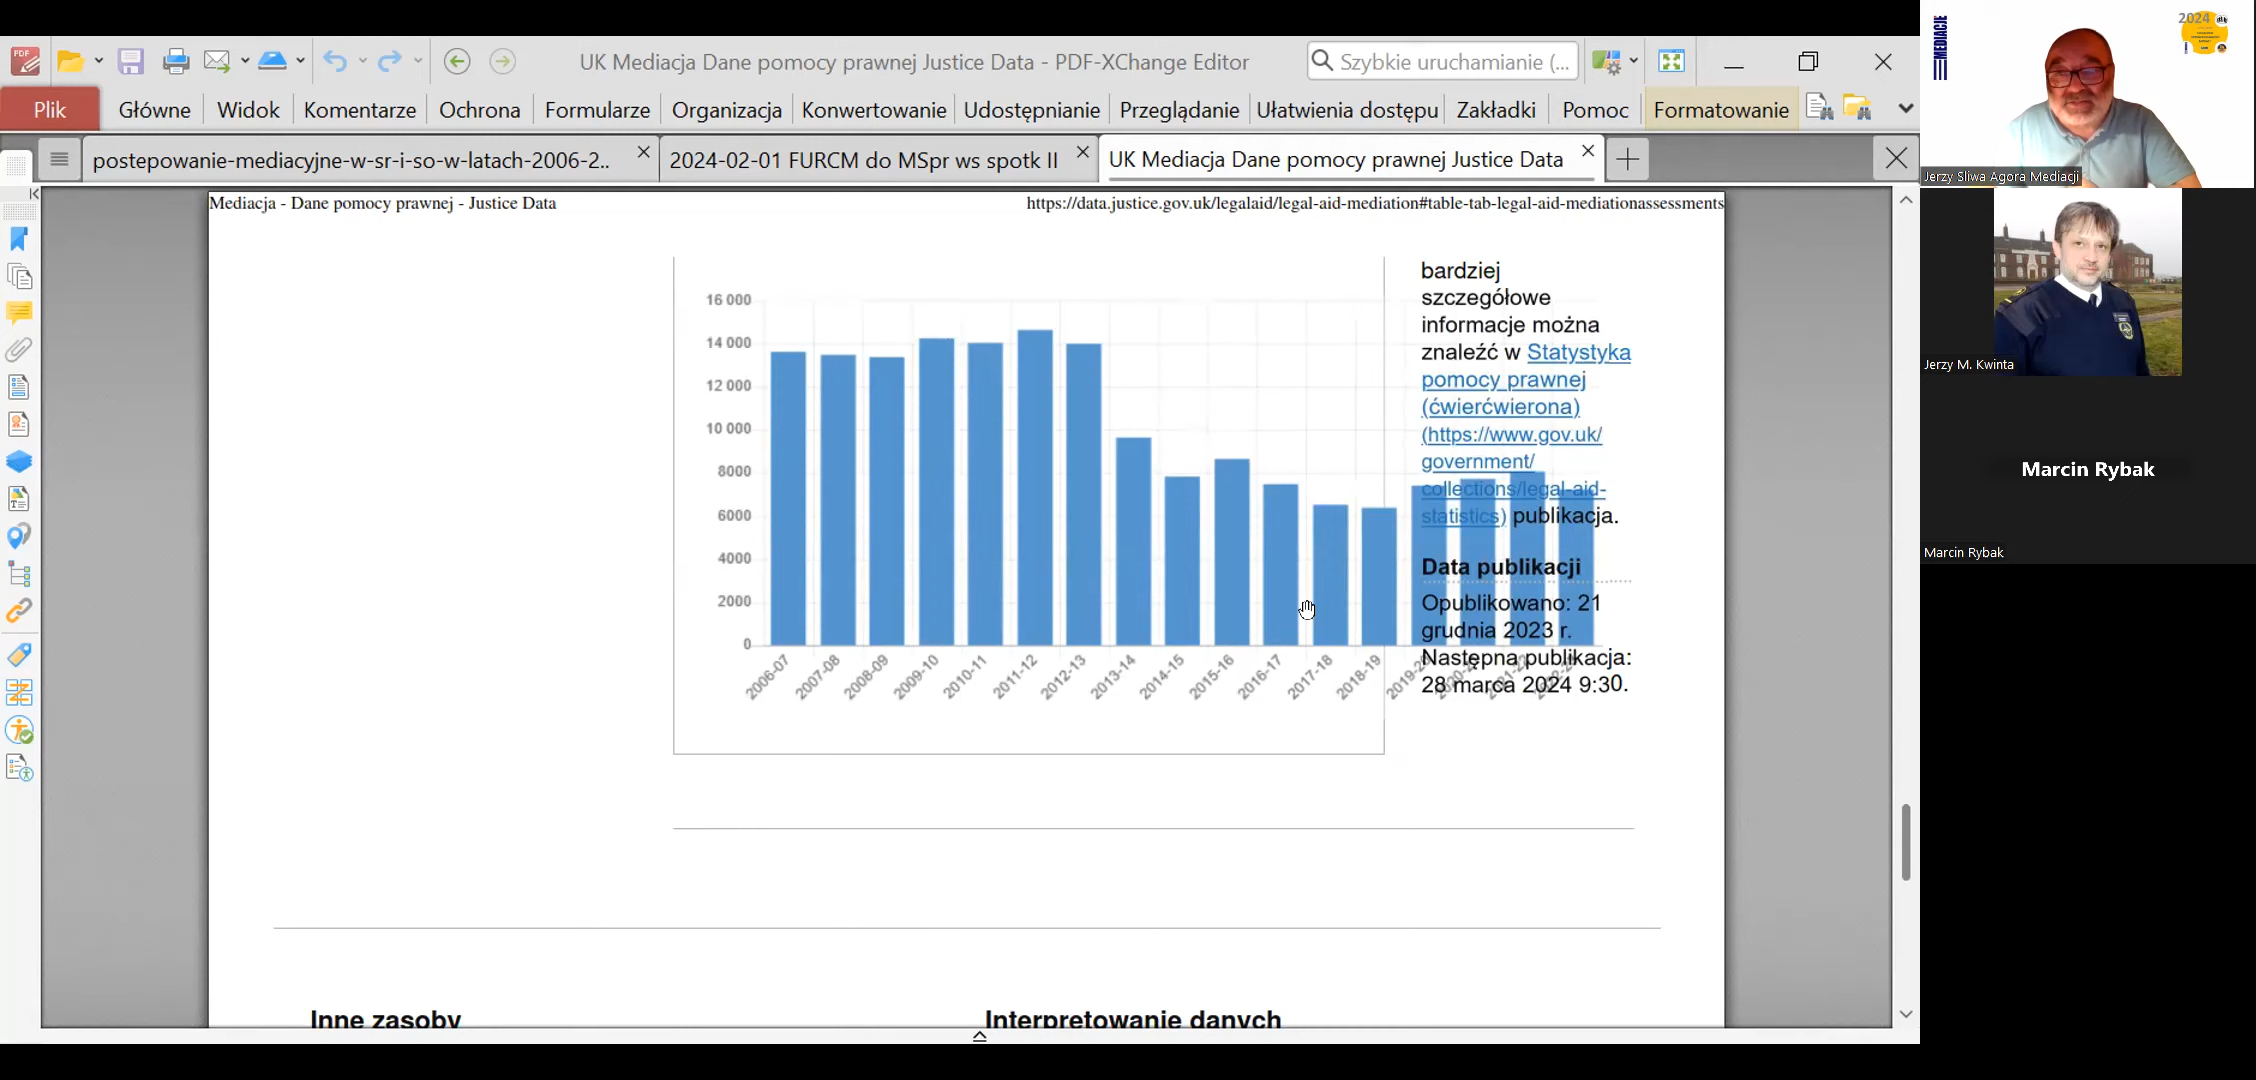 UK Mediacja Dane pomocy prawnej Justice Data - PDF-XChange Editor
Szybkie uruchamianie (...
Plik Główne Widok Komentarze Ochrona Formularze Organizacja Konwertowanie Udostępnianie Przeglądanie Ułatwienia dostępu Zakładki Pomoc Formatowanie
postepowanie-mediacyjne-w-sr-i-so-w-latach-2006-2.. 2024-02-01 FURCM do MSpr ws spotk II UK Mediacja Dane pomocy prawnej Justice Data
Mediacja - Dane pomocy prawnej - Justice Data https://data.justice.gov.uk/legalaid/legal-aid-mediation#table-tab-legal-aid-mediationassessments
16 000
14 000
12 000
10 000
8000
6000
4000
2000
0
2006-07 2007-08 2008-09 2009-10 2010-11 2011-12 2012-13 2013-14 2014-15 2015-16 2016-17 2017-18 2018-19
bardziej
szczegółowe
informacje można
znaleźć w Statystyka
pomocy prawnej
(ćwierćwierona)
(https://www.gov.uk/
government/
collections/legal-aid-
statistics) publikacja.
Data publikacji
Opublikowano: 21
grudnia 2023 r.
Następna publikacja:
28 marca 2024 9:30.
Inne zasoby
Interpretowanie danych
MEDIACJE
2024
Jerzy Sliwa Agora Mediacji
Jerzy M. Kwinta
Marcin Rybak
Marcin Rybak